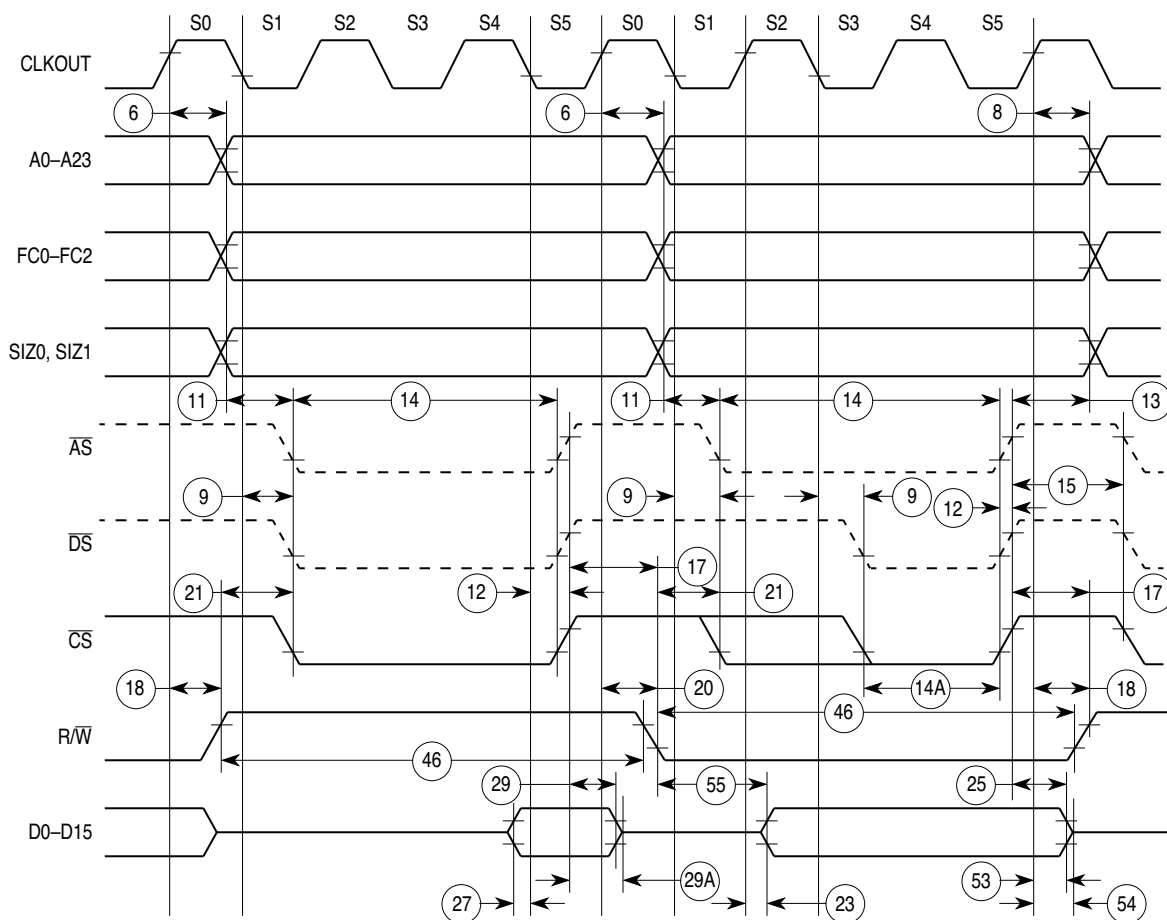 S0 S1 S2 S3 S4 S5 S0 S1 S2 S3 S4 S5
CLKOUT
6 6 8
A0–A23
FC0–FC2
SIZ0, SIZ1
11 14 11 14 13
AS
9 9 9 15
12
DS
17
21 12 21 17
CS
18 20 14A 18
46
R/W
46
29 55 25
D0–D15
29A 53
27 23 54